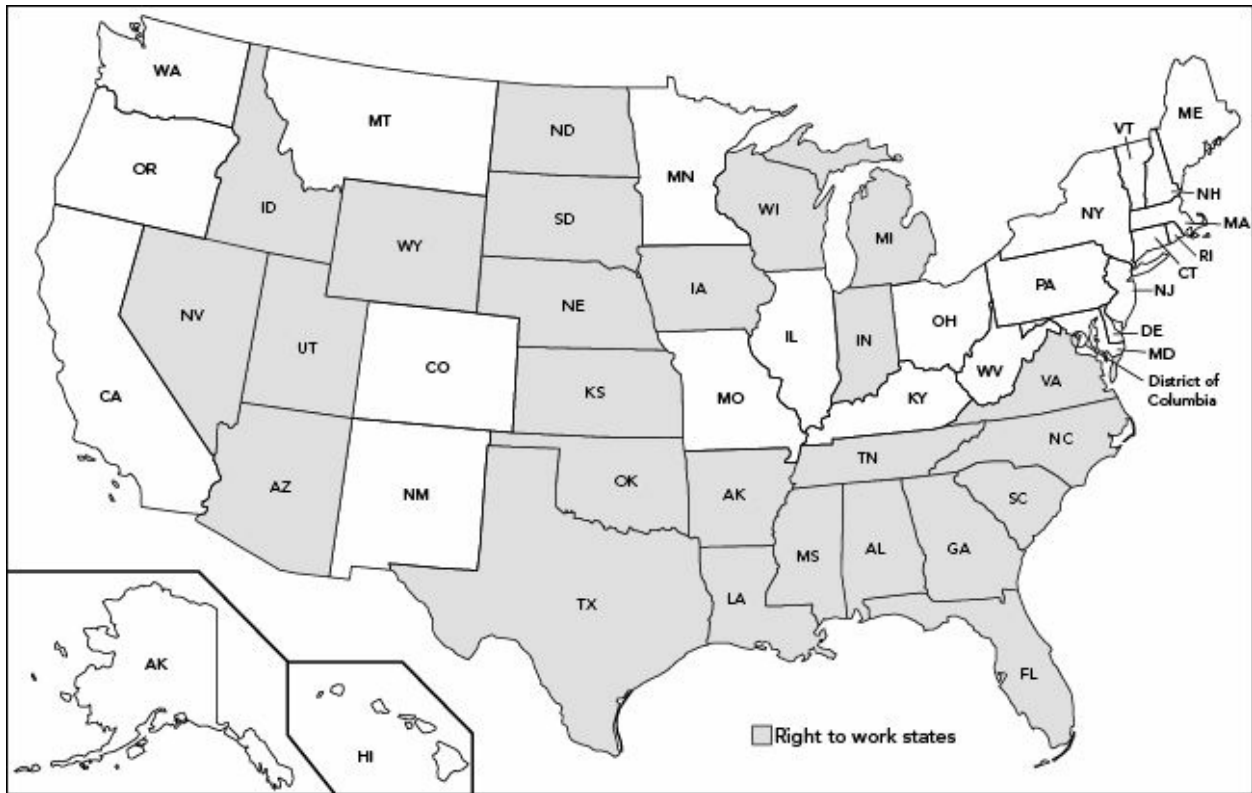 WA
MT
ND
MN
ME
VT
OR
ID
SD
WI
MI
NY
NH
MA
RI
CT
WY
IA
PA
NJ
NV
NE
IL
IN
OH
DE
MD
UT
CO
WV
District of
Columbia
VA
CA
KS
MO
KY
NC
TN
AZ
NM
OK
AK
SC
MS
AL
GA
TX
LA
AK
FL
HI
Right to work states